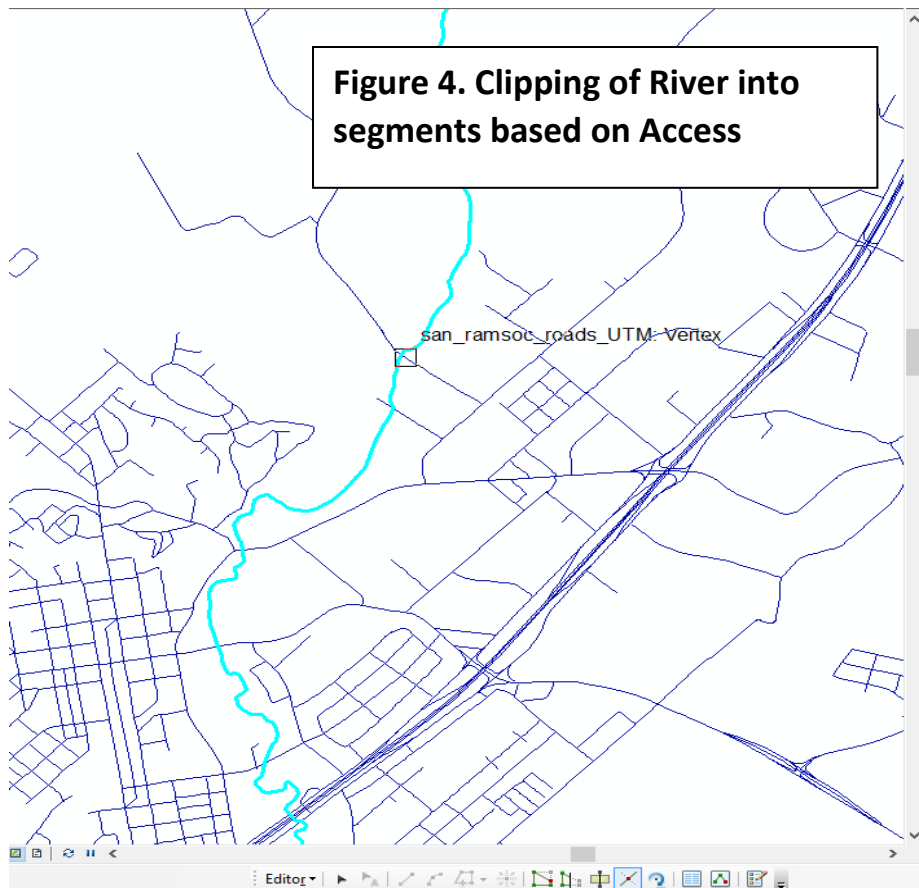 Figure 4. Clipping of River into
segments based on Access
san_ramsoc_roads_UTM: Vertex
Editor